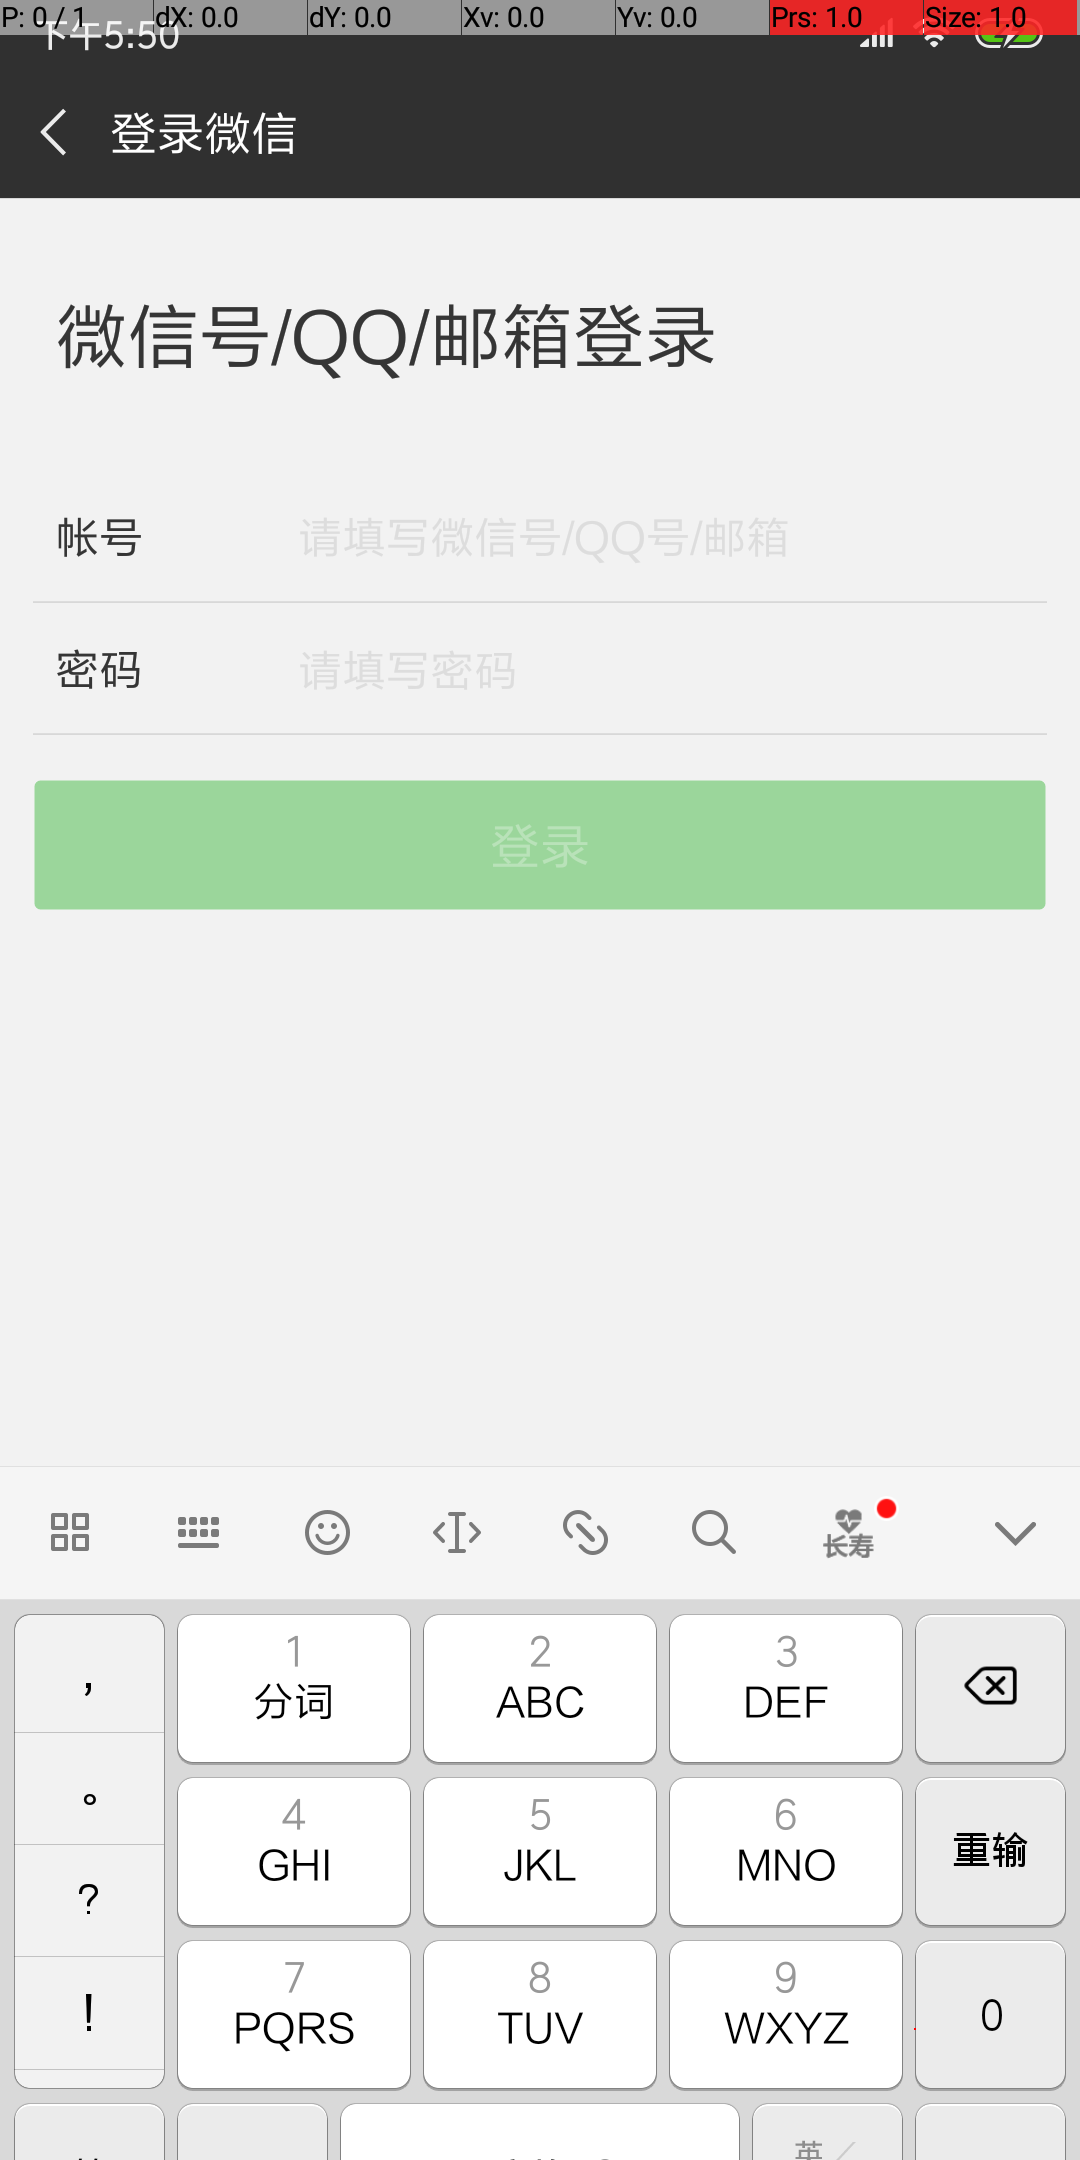 P: 0 / 1 dX: 0.0 dY: 0.0 Xv: 0.0 Yv: 0.0 Prs: 1.0 Size: 1.0
下午5:50
登录微信
微信号/QQ/邮箱登录
帐号 请填写微信号/QQ号/邮箱
密码 请填写密码
登录
长寿
, 1 2 3
分词 ABC DEF
。 4 5 6
GHI JKL MNO 重输
?
! 7 8 9
PQRS TUV WXYZ 0
英